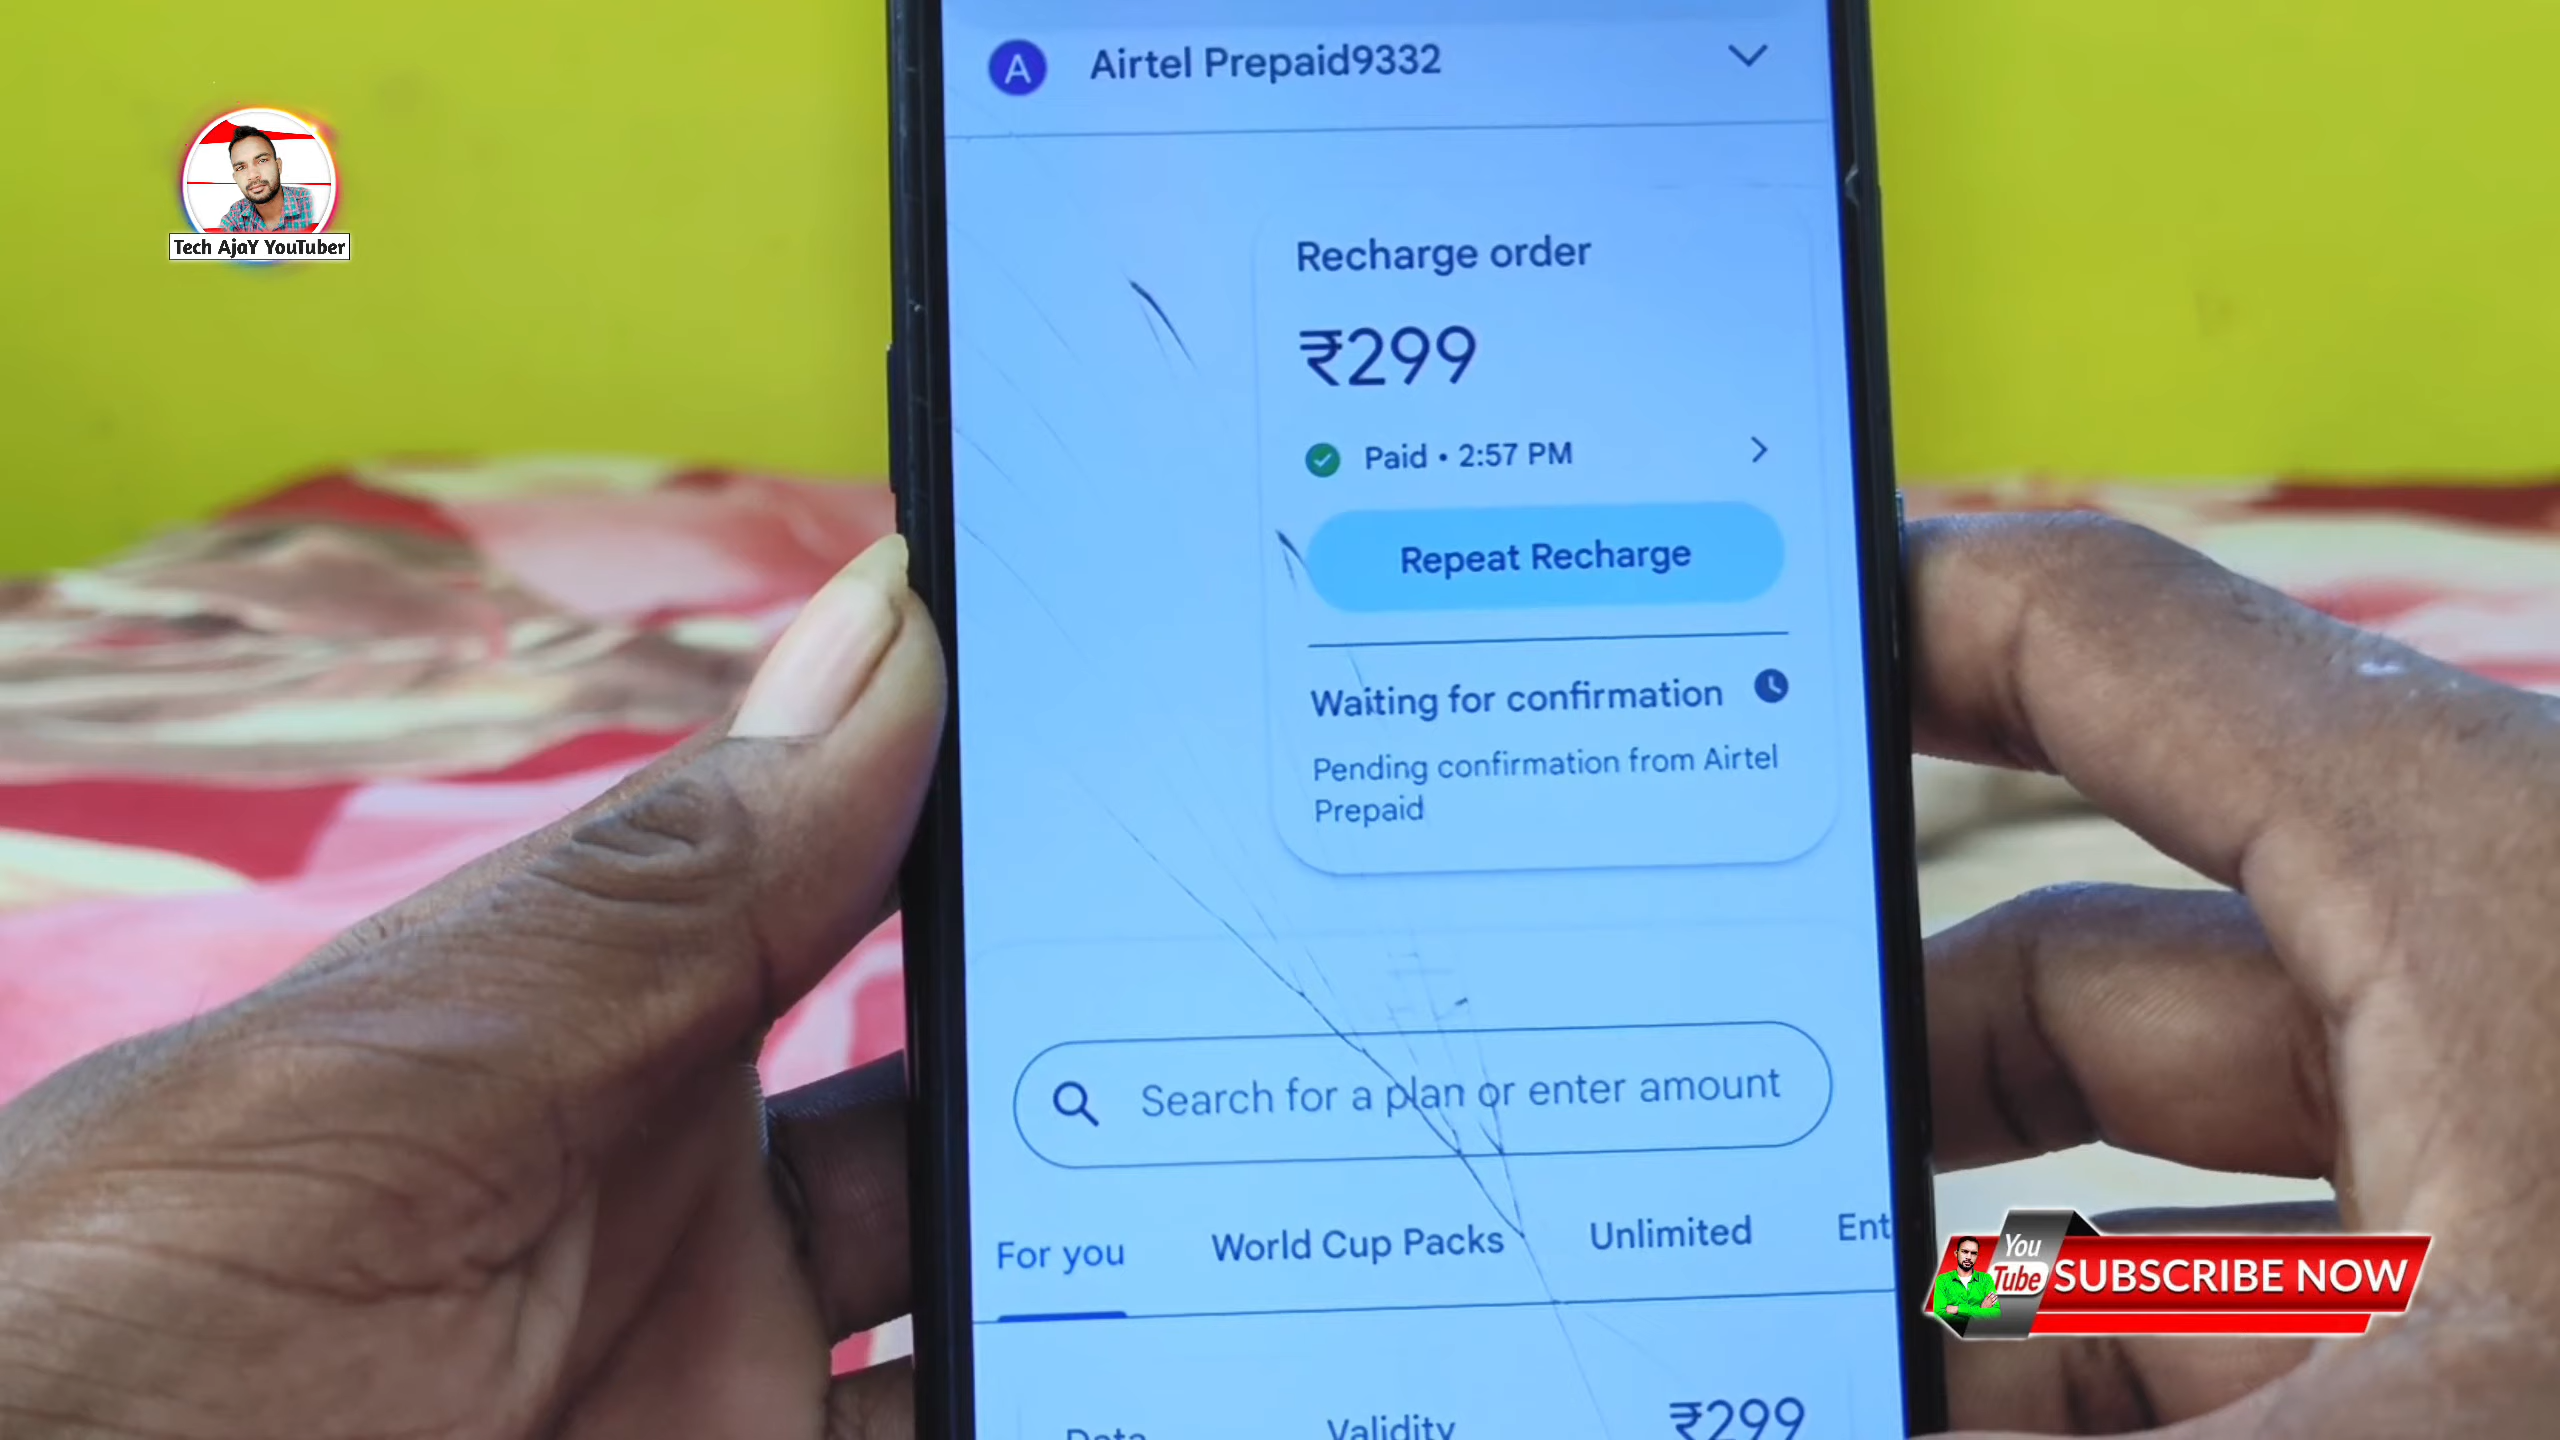 Airtel Prepaid9332
Tech AjaY YouTuber
Recharge order
₹299
Paid • 2:57 PM
Repeat Recharge
Waiting for confirmation
Pending confirmation from Airtel
Prepaid
Search for a plan or enter amount
For you
World Cup Packs
Unlimited
Ent
You
Tube
SUBSCRIBE NOW
Data
Validity
₹299